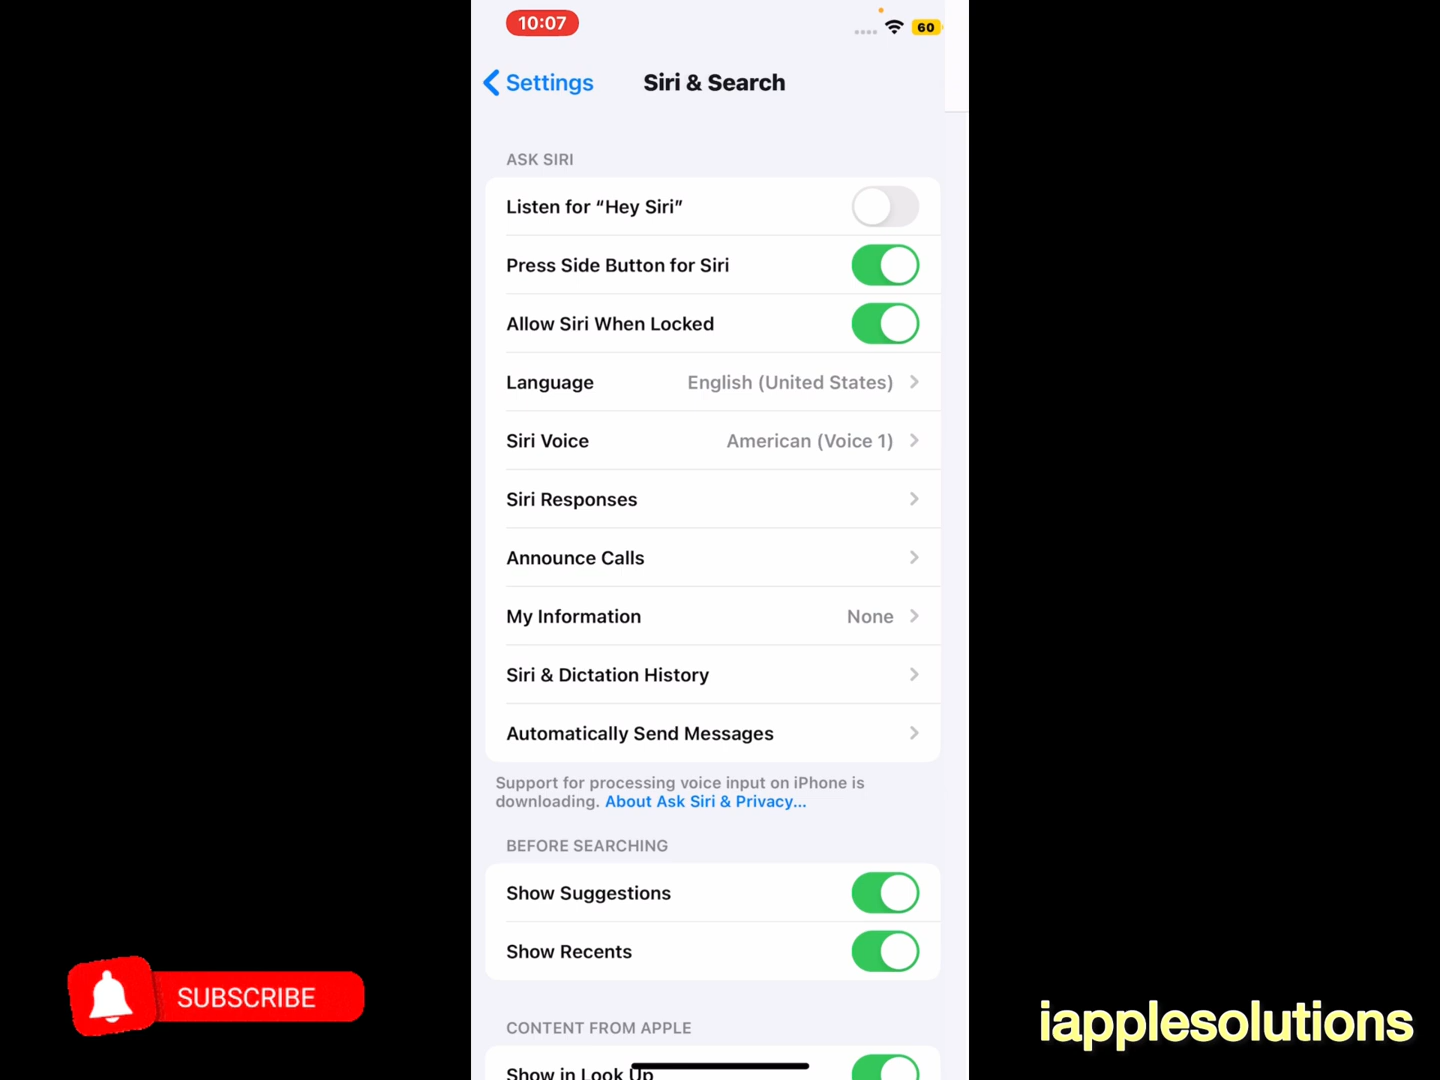 10:07
60
Settings
Siri & Search
ASK SIRI
Listen for “Hey Siri”
Press Side Button for Siri
Allow Siri When Locked
Language English (United States)
Siri Voice American (Voice 1)
Siri Responses
Announce Calls
My Information None
Siri & Dictation History
Automatically Send Messages
Support for processing voice input on iPhone is
downloading. About Ask Siri & Privacy...
BEFORE SEARCHING
Show Suggestions
Show Recents
CONTENT FROM APPLE
Show in Look Up
SUBSCRIBE
iapplesolutions